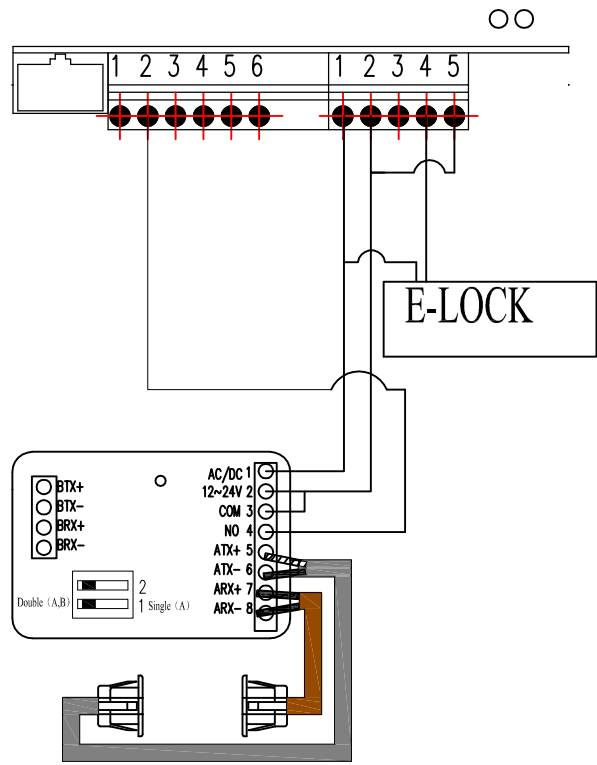 1 2 3 4 5 6 1 2 3 4 5
E-LOCK
BTX+
BTX-
BRX+
BRX-
AC/DC 1
12~24V 2
COM 3
NO 4
ATX+ 5
ATX- 6
ARX+ 7
ARX- 8
2
Double (A,B) 1 Single (A)